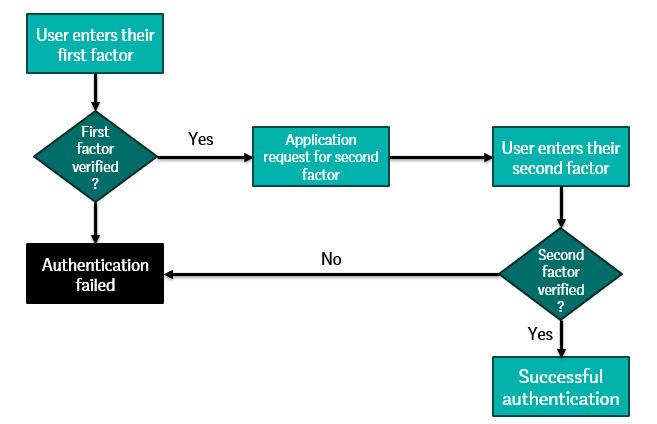 User enters their
first factor
First
factor
verified
?
Yes
Application
request for second
factor
User enters their
second factor
Authentication
failed
No
Second
factor
verified
?
Yes
Successful
authentication